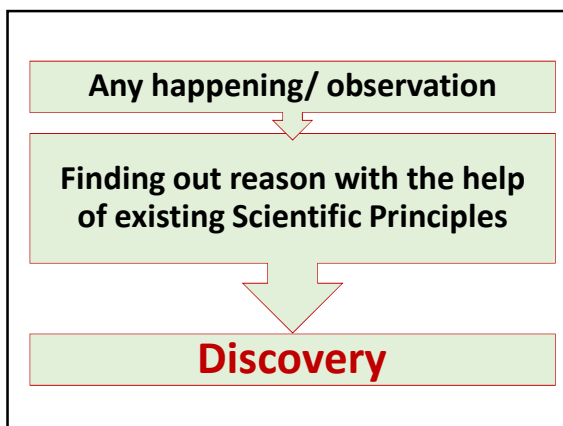 Any happening/ observation
Finding out reason with the help
of existing Scientific Principles
Discovery